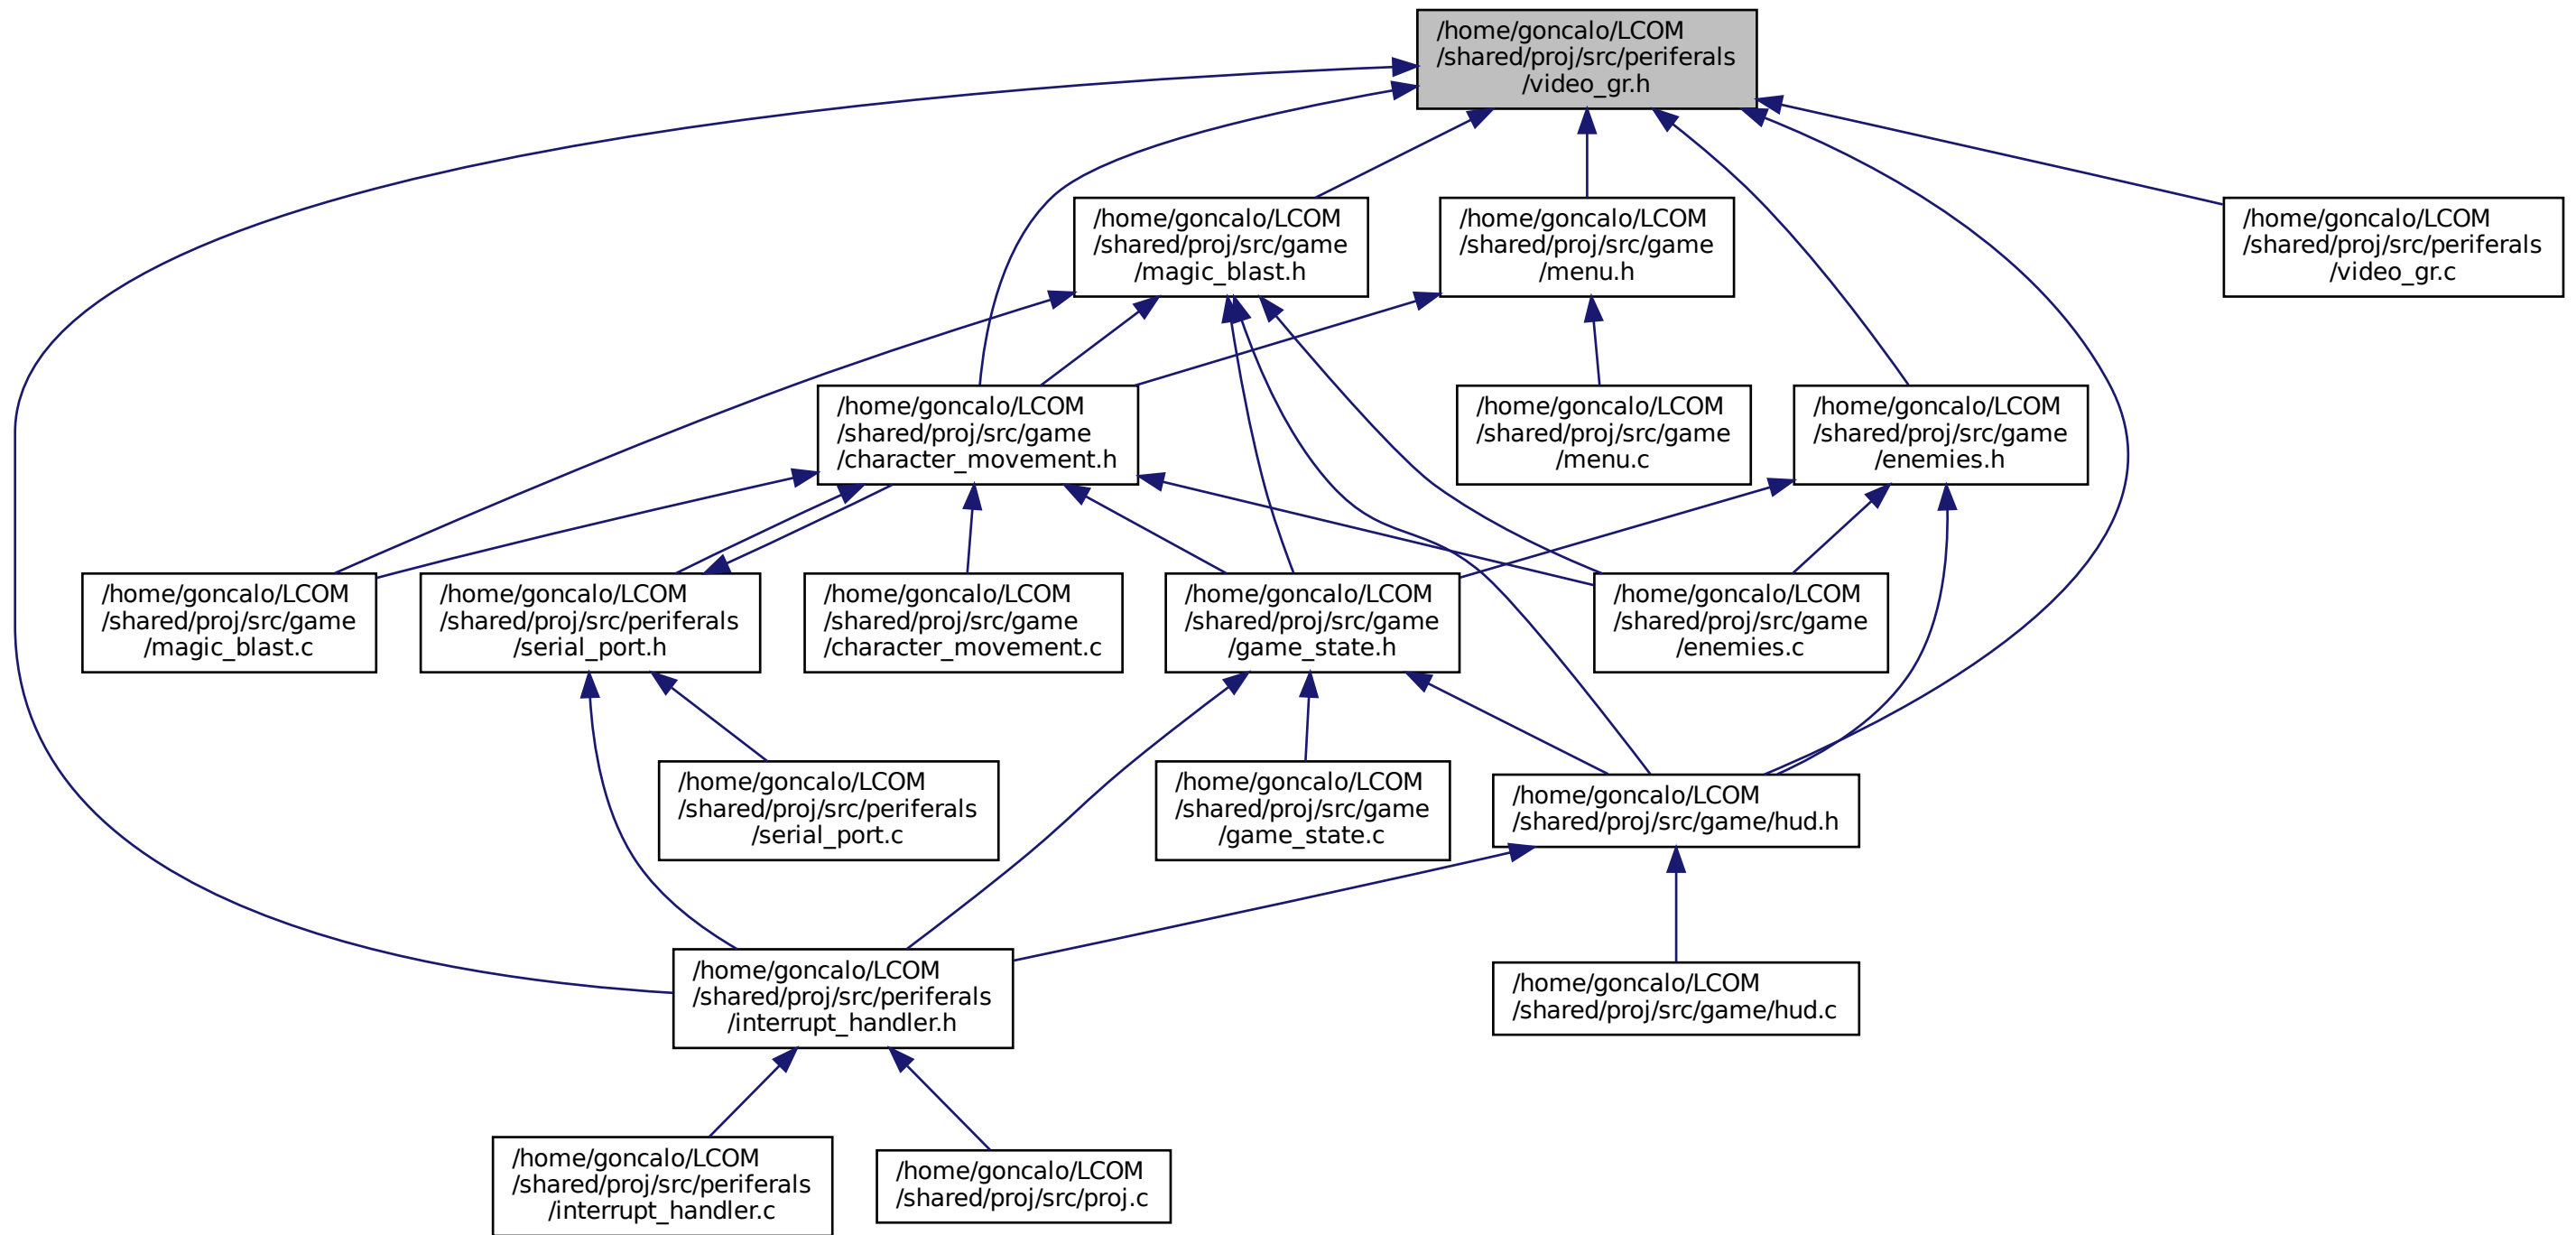 /home/goncalo/LCOM
/shared/proj/src/periferals
/video_gr.h
/home/goncalo/LCOM
/shared/proj/src/game
/magic_blast.h
/home/goncalo/LCOM
/shared/proj/src/game
/menu.h
/home/goncalo/LCOM
/shared/proj/src/periferals
/video_gr.c
/home/goncalo/LCOM
/shared/proj/src/game
/character_movement.h
/home/goncalo/LCOM
/shared/proj/src/game
/menu.c
/home/goncalo/LCOM
/shared/proj/src/game
/enemies.h
/home/goncalo/LCOM
/shared/proj/src/game
/magic_blast.c
/home/goncalo/LCOM
/shared/proj/src/periferals
/serial_port.h
/home/goncalo/LCOM
/shared/proj/src/game
/character_movement.c
/home/goncalo/LCOM
/shared/proj/src/game
/game_state.h
/home/goncalo/LCOM
/shared/proj/src/game
/enemies.c
/home/goncalo/LCOM
/shared/proj/src/periferals
/serial_port.c
/home/goncalo/LCOM
/shared/proj/src/game
/game_state.c
/home/goncalo/LCOM
/shared/proj/src/game/hud.h
/home/goncalo/LCOM
/shared/proj/src/periferals
/interrupt_handler.h
/home/goncalo/LCOM
/shared/proj/src/game/hud.c
/home/goncalo/LCOM
/shared/proj/src/periferals
/interrupt_handler.c
/home/goncalo/LCOM
/shared/proj/src/proj.c